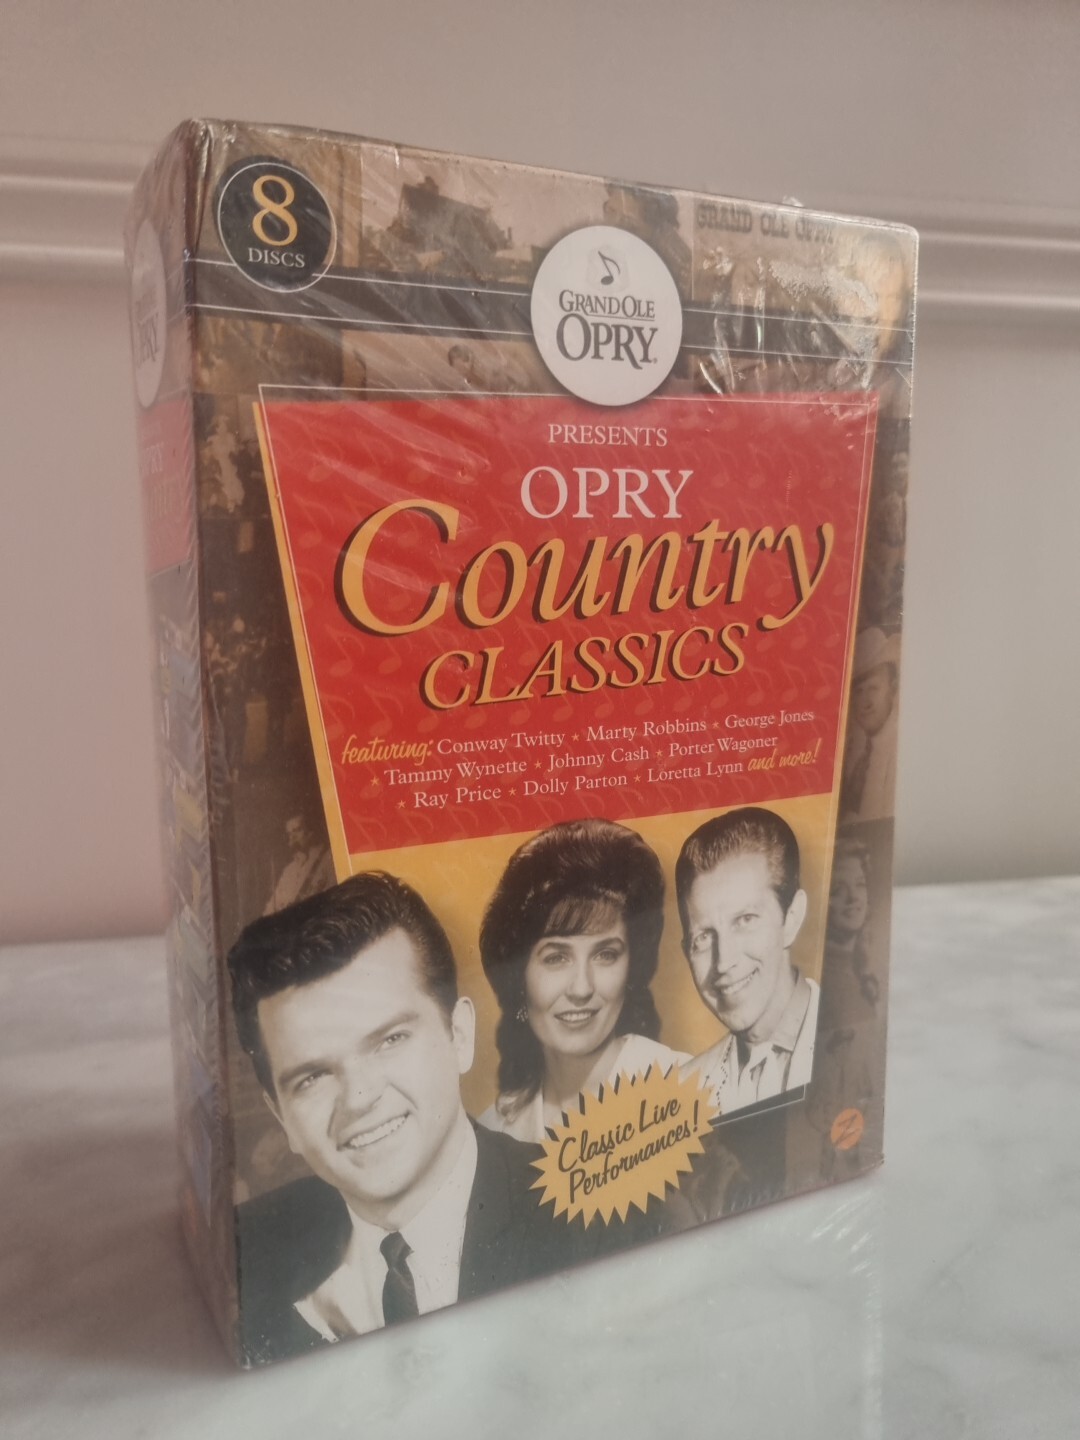 8
DISCS
GRAND OLE OPRY
GRAND OLE
OPRY®
PRESENTS
OPRY
Country
CLASSICS
featuring: Conway Twitty ★ Marty Robbins ★ George Jones
★ Tammy Wynette ★ Johnny Cash ★ Porter Wagoner
★ Ray Price ★ Dolly Parton ★ Loretta Lynn and more!
Classic Live
Performances!
Z